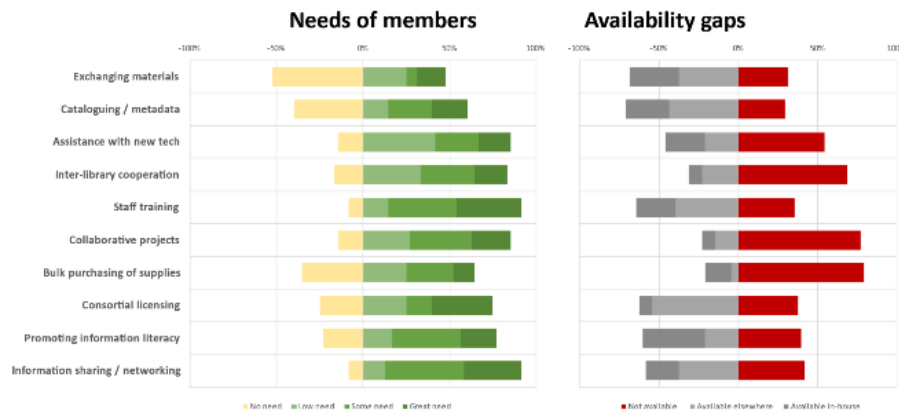 Needs of members
Availability gaps
-100% -50% 0% 50% 100%
-100% -50% 0% 50% 100%
Exchanging materials
Cataloguing / metadata
Assistance with new tech
Inter-library cooperation
Staff training
Collaborative projects
Bulk purchasing of supplies
Consortial licensing
Promoting information literacy
Information sharing / networking
No need Low need Some need Great need
Not available Available elsewhere Available in-house